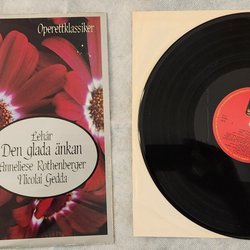 Operettklassiker
Lehár
Den glada änkan
Anneliese Rothenberger
Nicolai Gedda